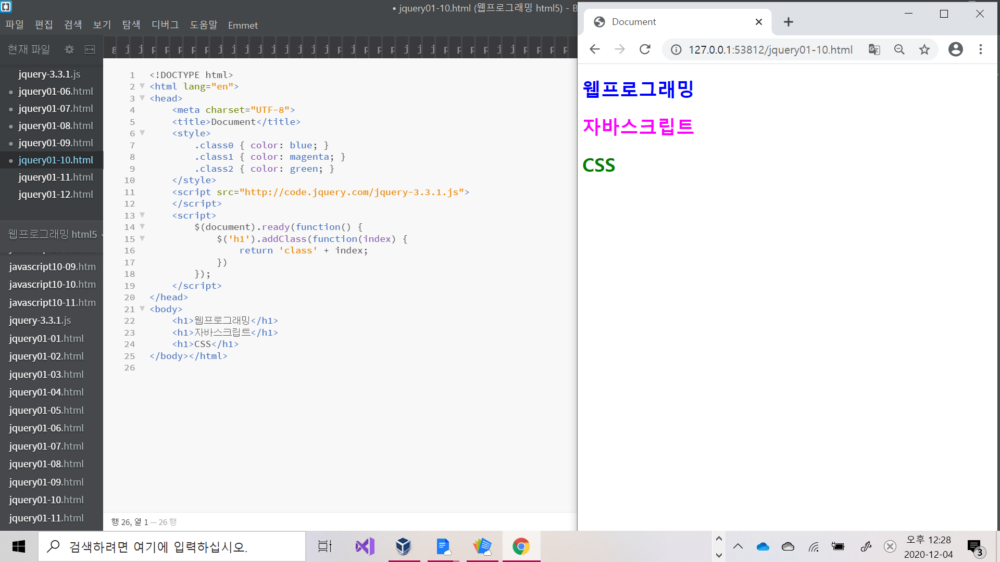 • jquery01-10.html (웹프로그래밍 html5) - B
파일 편집 검색 보기 탐색 디버그 도움말 Emmet
현재 파일
g j j p p p p p j j j j j j j j j p j p p p j j j p p p p j j p p p p
jquery-3.3.1.js
jquery01-06.html
jquery01-07.html
jquery01-08.html
jquery01-09.html
jquery01-10.html
jquery01-11.html
jquery01-12.html
웹프로그래밍 html5
javascript10-09.htm
javascript10-10.htm
javascript10-11.htm
jquery-3.3.1.js
jquery01-01.html
jquery01-02.html
jquery01-03.html
jquery01-04.html
jquery01-05.html
jquery01-06.html
jquery01-07.html
jquery01-08.html
jquery01-09.html
jquery01-10.html
jquery01-11.html
1 <!DOCTYPE html>
2 <html lang="en">
3 <head>
4 <meta charset="UTF-8">
5 <title>Document</title>
6 <style>
7 .class0 { color: blue; }
8 .class1 { color: magenta; }
9 .class2 { color: green; }
10 </style>
11 <script src="http://code.jquery.com/jquery-3.3.1.js">
12 </script>
13 <script>
14 $(document).ready(function() {
15 $('h1').addClass(function(index) {
16 return 'class' + index;
17 })
18 });
19 </script>
20 </head>
21 <body>
22 <h1>웹프로그래밍</h1>
23 <h1>자바스크립트</h1>
24 <h1>CSS</h1>
25 </body></html>
26
행 26, 열 1 — 26 행
Document
127.0.0.1:53812/jquery01-10.html
웹프로그래밍
자바스크립트
CSS
검색하려면 여기에 입력하십시오.
오후 12:28
2020-12-04
3